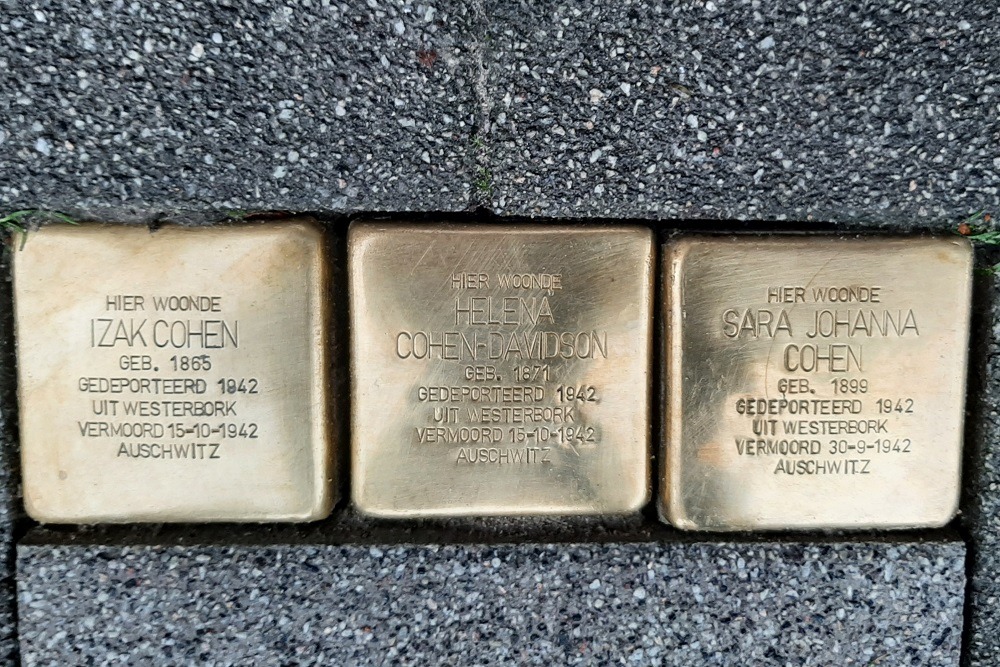 HIER WOONDE
IZAK COHEN
GEB. 1865
GEDEPORTEERD 1942
UIT WESTERBORK
VERMOORD 15-10-1942
AUSCHWITZ
HIER WOONDE
HELENA
COHEN-DAVIDSON
GEB. 1871
GEDEPORTEERD 1942
UIT WESTERBORK
VERMOORD 15-10-1942
AUSCHWITZ
HIER WOONDE
SARA JOHANNA
COHEN
GEB. 1899
GEDEPORTEERD 1942
UIT WESTERBORK
VERMOORD 30-9-1942
AUSCHWITZ